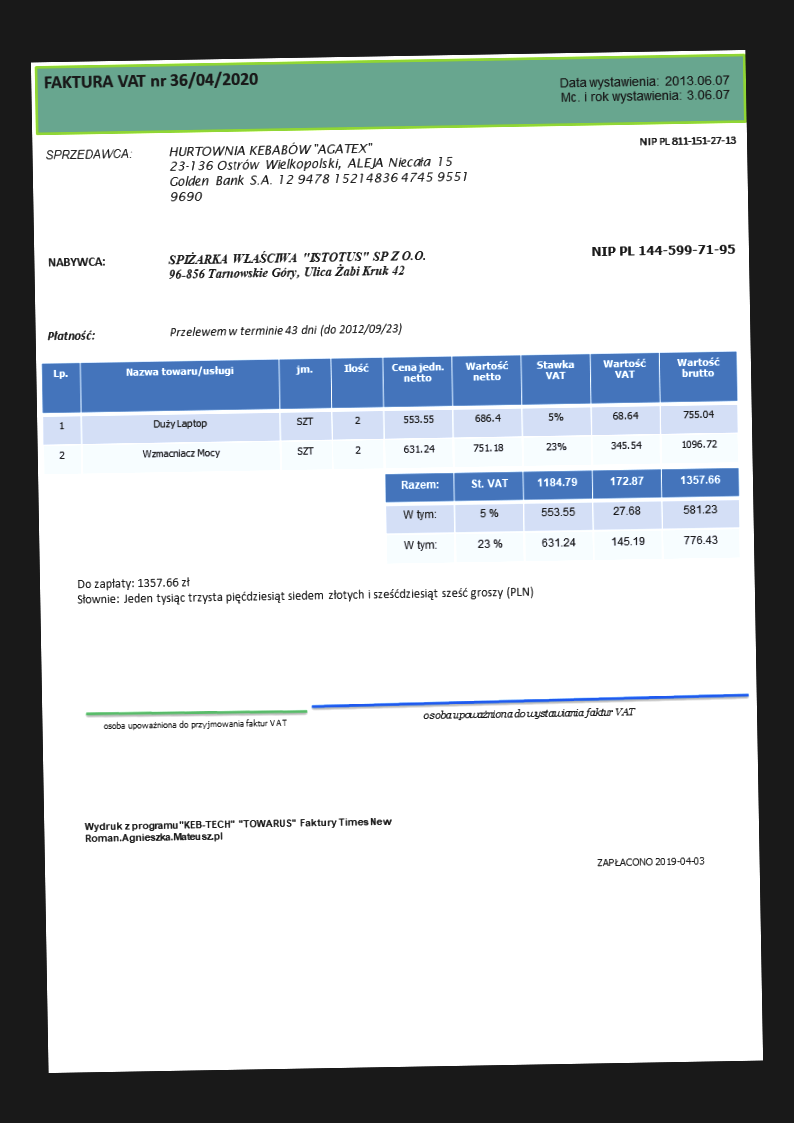 FAKTURA VAT nr 36/04/2020
Data wystawienia: 2013.06.07
Mc. i rok wystawienia: 3.06.07
SPRZEDAWCA:
HURTOWNIA KEBABÓW "AGATEX"
23-136 Ostrów Wielkopolski, ALEJA Niecała 15
Golden Bank S.A. 12 9478 15214836 4745 9551
9690
NIP PL 811-151-27-13
NABYWCA:
SPIŻARKA WŁAŚCIWA "ISTOTUS" SP Z O.O.
96-856 Tarnowskie Góry, Ulica Żabi Kruk 42
NIP PL 144-599-71-95
Płatność:
Przelewem w terminie 43 dni (do 2012/09/23)
Lp. Nazwa towaru/usługi jm. Ilość Cena jedn. netto Wartość netto Stawka VAT Wartość VAT Wartość brutto
1 Duży Laptop SZT 2 553.55 686.4 5% 68.64 755.04
2 Wzmacniacz Mocy SZT 2 631.24 751.18 23% 345.54 1096.72
Razem: St. VAT 1184.79 172.87 1357.66
W tym: 5 % 553.55 27.68 581.23
W tym: 23 % 631.24 145.19 776.43
Do zapłaty: 1357.66 zł
Słownie: Jeden tysiąc trzysta pięćdziesiąt siedem złotych i sześćdziesiąt sześć groszy (PLN)
osoba upoważniona do przyjmowania faktur VAT
osoba upoważniona do wystawiania faktur VAT
Wydruk z programu "KEB-TECH" "TOWARUS" Faktury Times New
Roman.Agnieszka.Mateusz.pl
ZAPŁACONO 2019-04-03